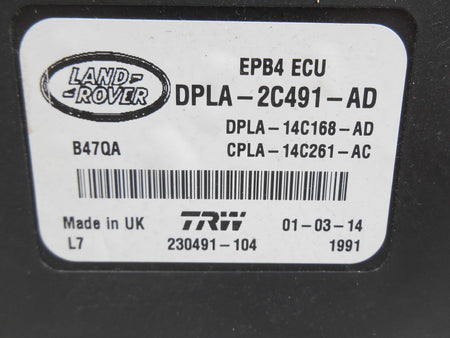 LAND-
-ROVER
EPB4 ECU
DPLA-2C491-AD
DPLA-14C168-AD
B47QA CPLA-14C261-AC
Made in UK TRW 01-03-14
L7 230491-104 1991